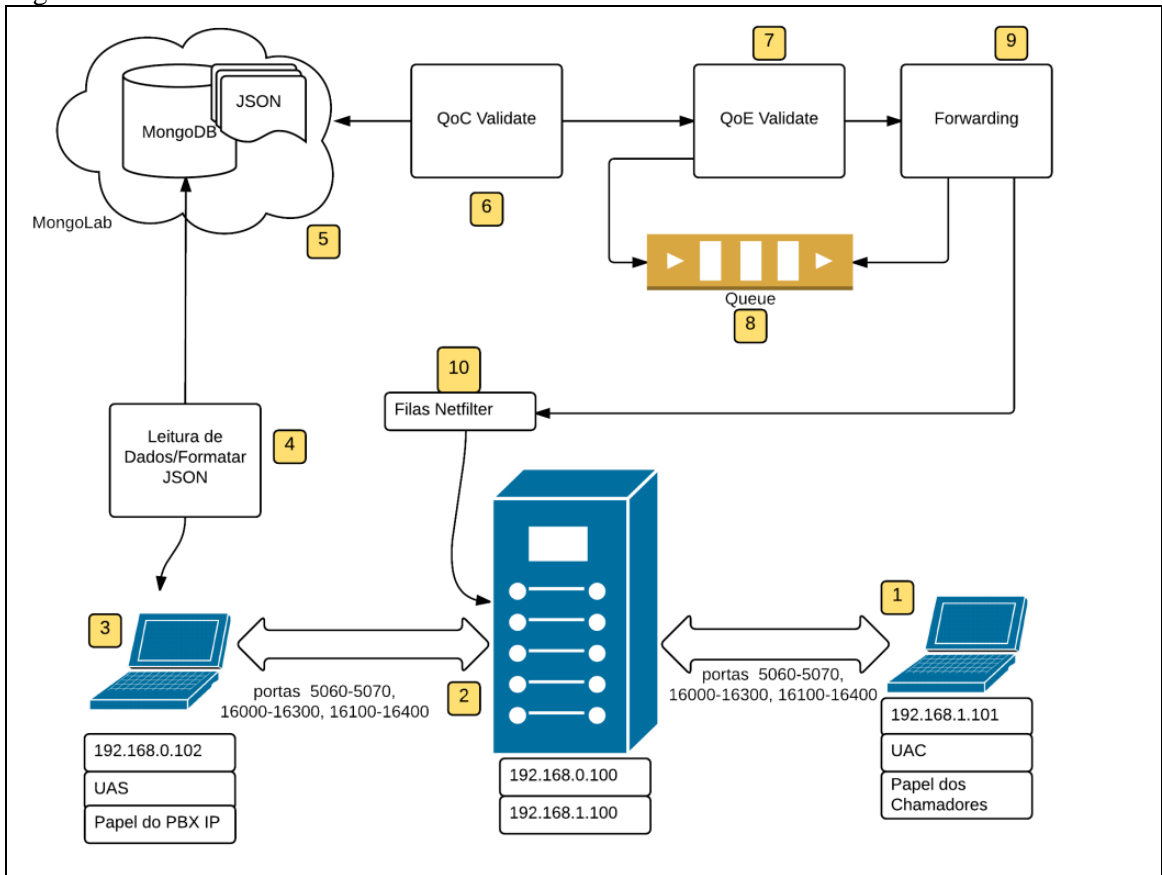 7
9
JSON
MongoDB
QoC Validate
QoE Validate
Forwarding
6
MongoLab
5
Queue
8
10
Filas Netfilter
Leitura de
Dados/Formatar
JSON
4
3
1
portas 5060-5070,
16000-16300, 16100-16400
2
portas 5060-5070,
16000-16300, 16100-16400
192.168.0.102
UAS
Papel do PBX IP
192.168.0.100
192.168.1.100
192.168.1.101
UAC
Papel dos
Chamadores